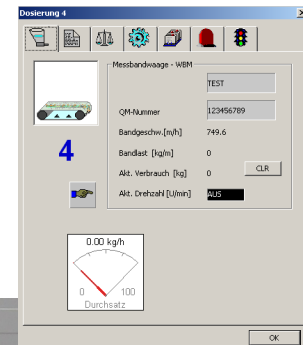 Dosierung 4
Messbandwaage - WBM
TEST
QM-Nummer 123456789
Bandgeschw.[m/h] 749.6
4
Bandlast [kg/m] 0
Akt. Verbrauch [kg] 0 CLR
Akt. Drehzahl [U/min] AUS
0.00 kg/h
0 100
Durchsatz
OK